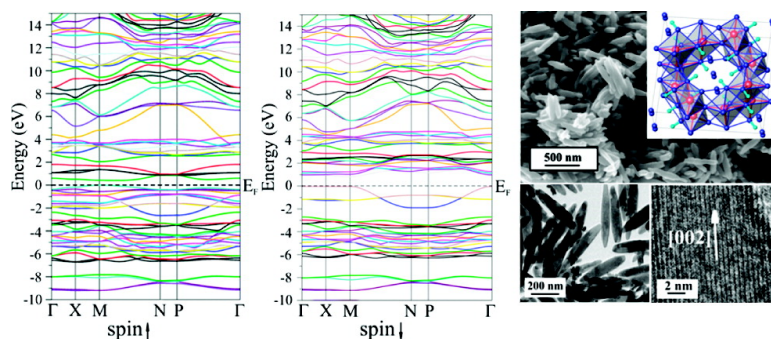 Energy (eV)
14
12
10
8
6
4
2
0
-2
-4
-6
-8
-10
E_F
Γ X M N P Γ
spin↑
Energy (eV)
14
12
10
8
6
4
2
0
-2
-4
-6
-8
-10
E_F
Γ X M N P Γ
spin↓
500 nm
200 nm
[002]
2 nm